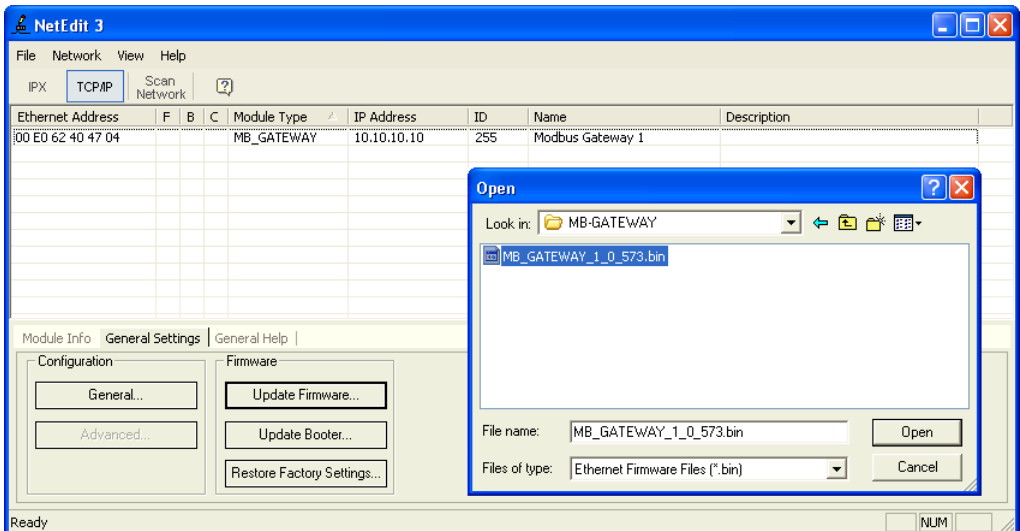 NetEdit 3
File Network View Help
IPX TCP/IP Scan Network
Ethernet Address F B C Module Type IP Address ID Name Description
00 E0 62 40 47 04 MB_GATEWAY 10.10.10.10 255 Modbus Gateway 1
Open
Look in: MB-GATEWAY
MB_GATEWAY_1_0_573.bin
File name: MB_GATEWAY_1_0_573.bin Open
Files of type: Ethernet Firmware Files (*.bin) Cancel
Module Info General Settings General Help
Configuration Firmware
General... Update Firmware...
Advanced... Update Booter...
Restore Factory Settings...
Ready NUM